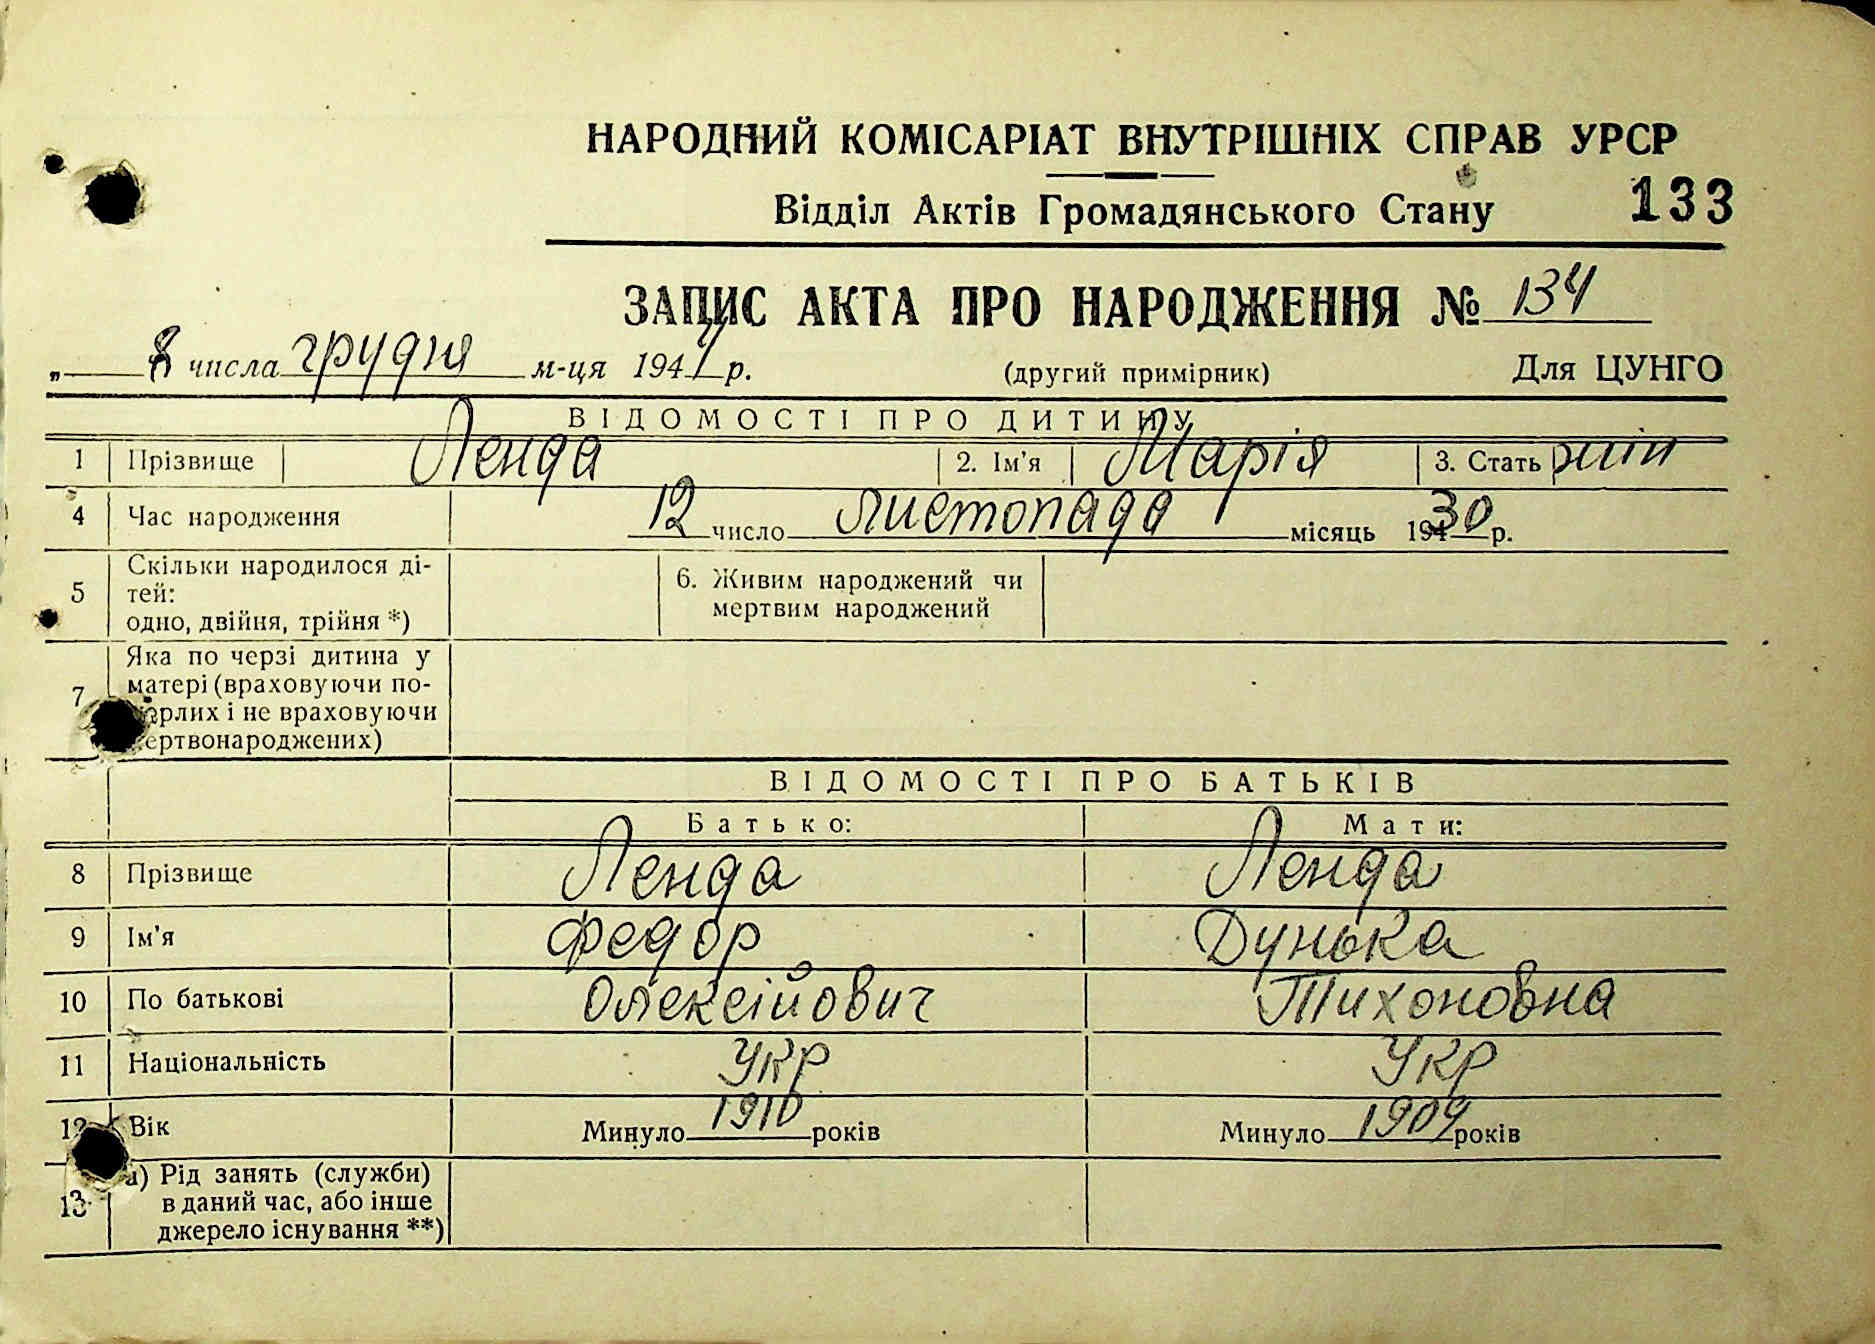 НАРОДНИЙ КОМІСАРІАТ ВНУТРІШНІХ СПРАВ УРСР
Відділ Актів Громадянського Стану 133
ЗАПИС АКТА ПРО НАРОДЖЕННЯ № 134
„ 8 числа грудня м-ця 1944 р. (другий примірник) Для ЦУНГО
ВІДОМОСТІ ПРО ДИТИНУ
1 Прізвище Ленда 2. Ім'я Марія 3. Стать
4 Час народження 12 число листопада місяць 1930 р.
5 Скільки народилося ді-
тей:
одно, двійня, трійня *)
6. Живим народжений чи
мертвим народжений
7 Яка по черзі дитина у
матері (враховуючи по-
мерлих і не враховуючи
мертвонароджених)
ВІДОМОСТІ ПРО БАТЬКІВ
Батько: Мати:
8 Прізвище Ленда Ленда
9 Ім'я Федор Дунька
10 По батькові Олексійович Тихоновна
11 Національність Укр Укр
12 Вік Минуло 1910 років Минуло 1909 років
13 а) Рід занять (служби)
в даний час, або інше
джерело існування **)